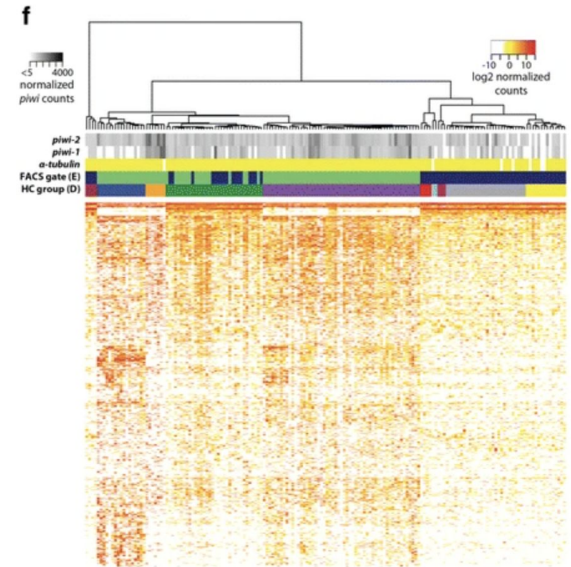 f
<5 4000
normalized
piwi counts
-10 0 10
log2 normalized
counts
piwi-2
piwi-1
α-tubulin
FACS gate (E)
HC group (D)